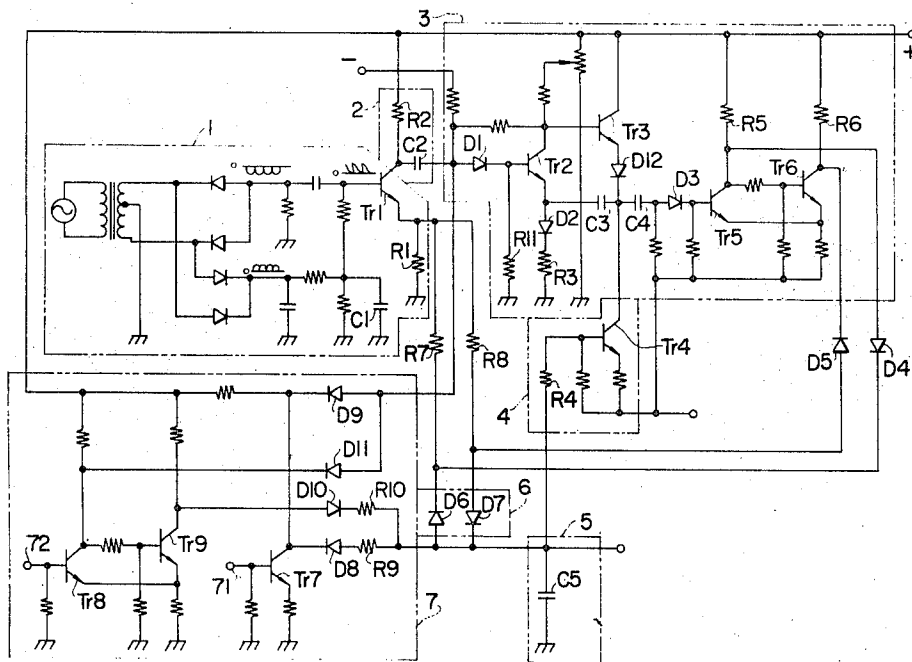 3
+
−
2
R2
1
Tr3
R5
R6
C2
D1
Tr2
D12
Tr6
D3
Tr1
C3
C4
Tr5
D2
R11
R1
R3
C1
R7
R8
Tr4
D5
D4
R4
4
D9
D11
D10
R10
6
5
D6
D7
72
Tr9
D8
R9
71
C5
Tr8
Tr7
7